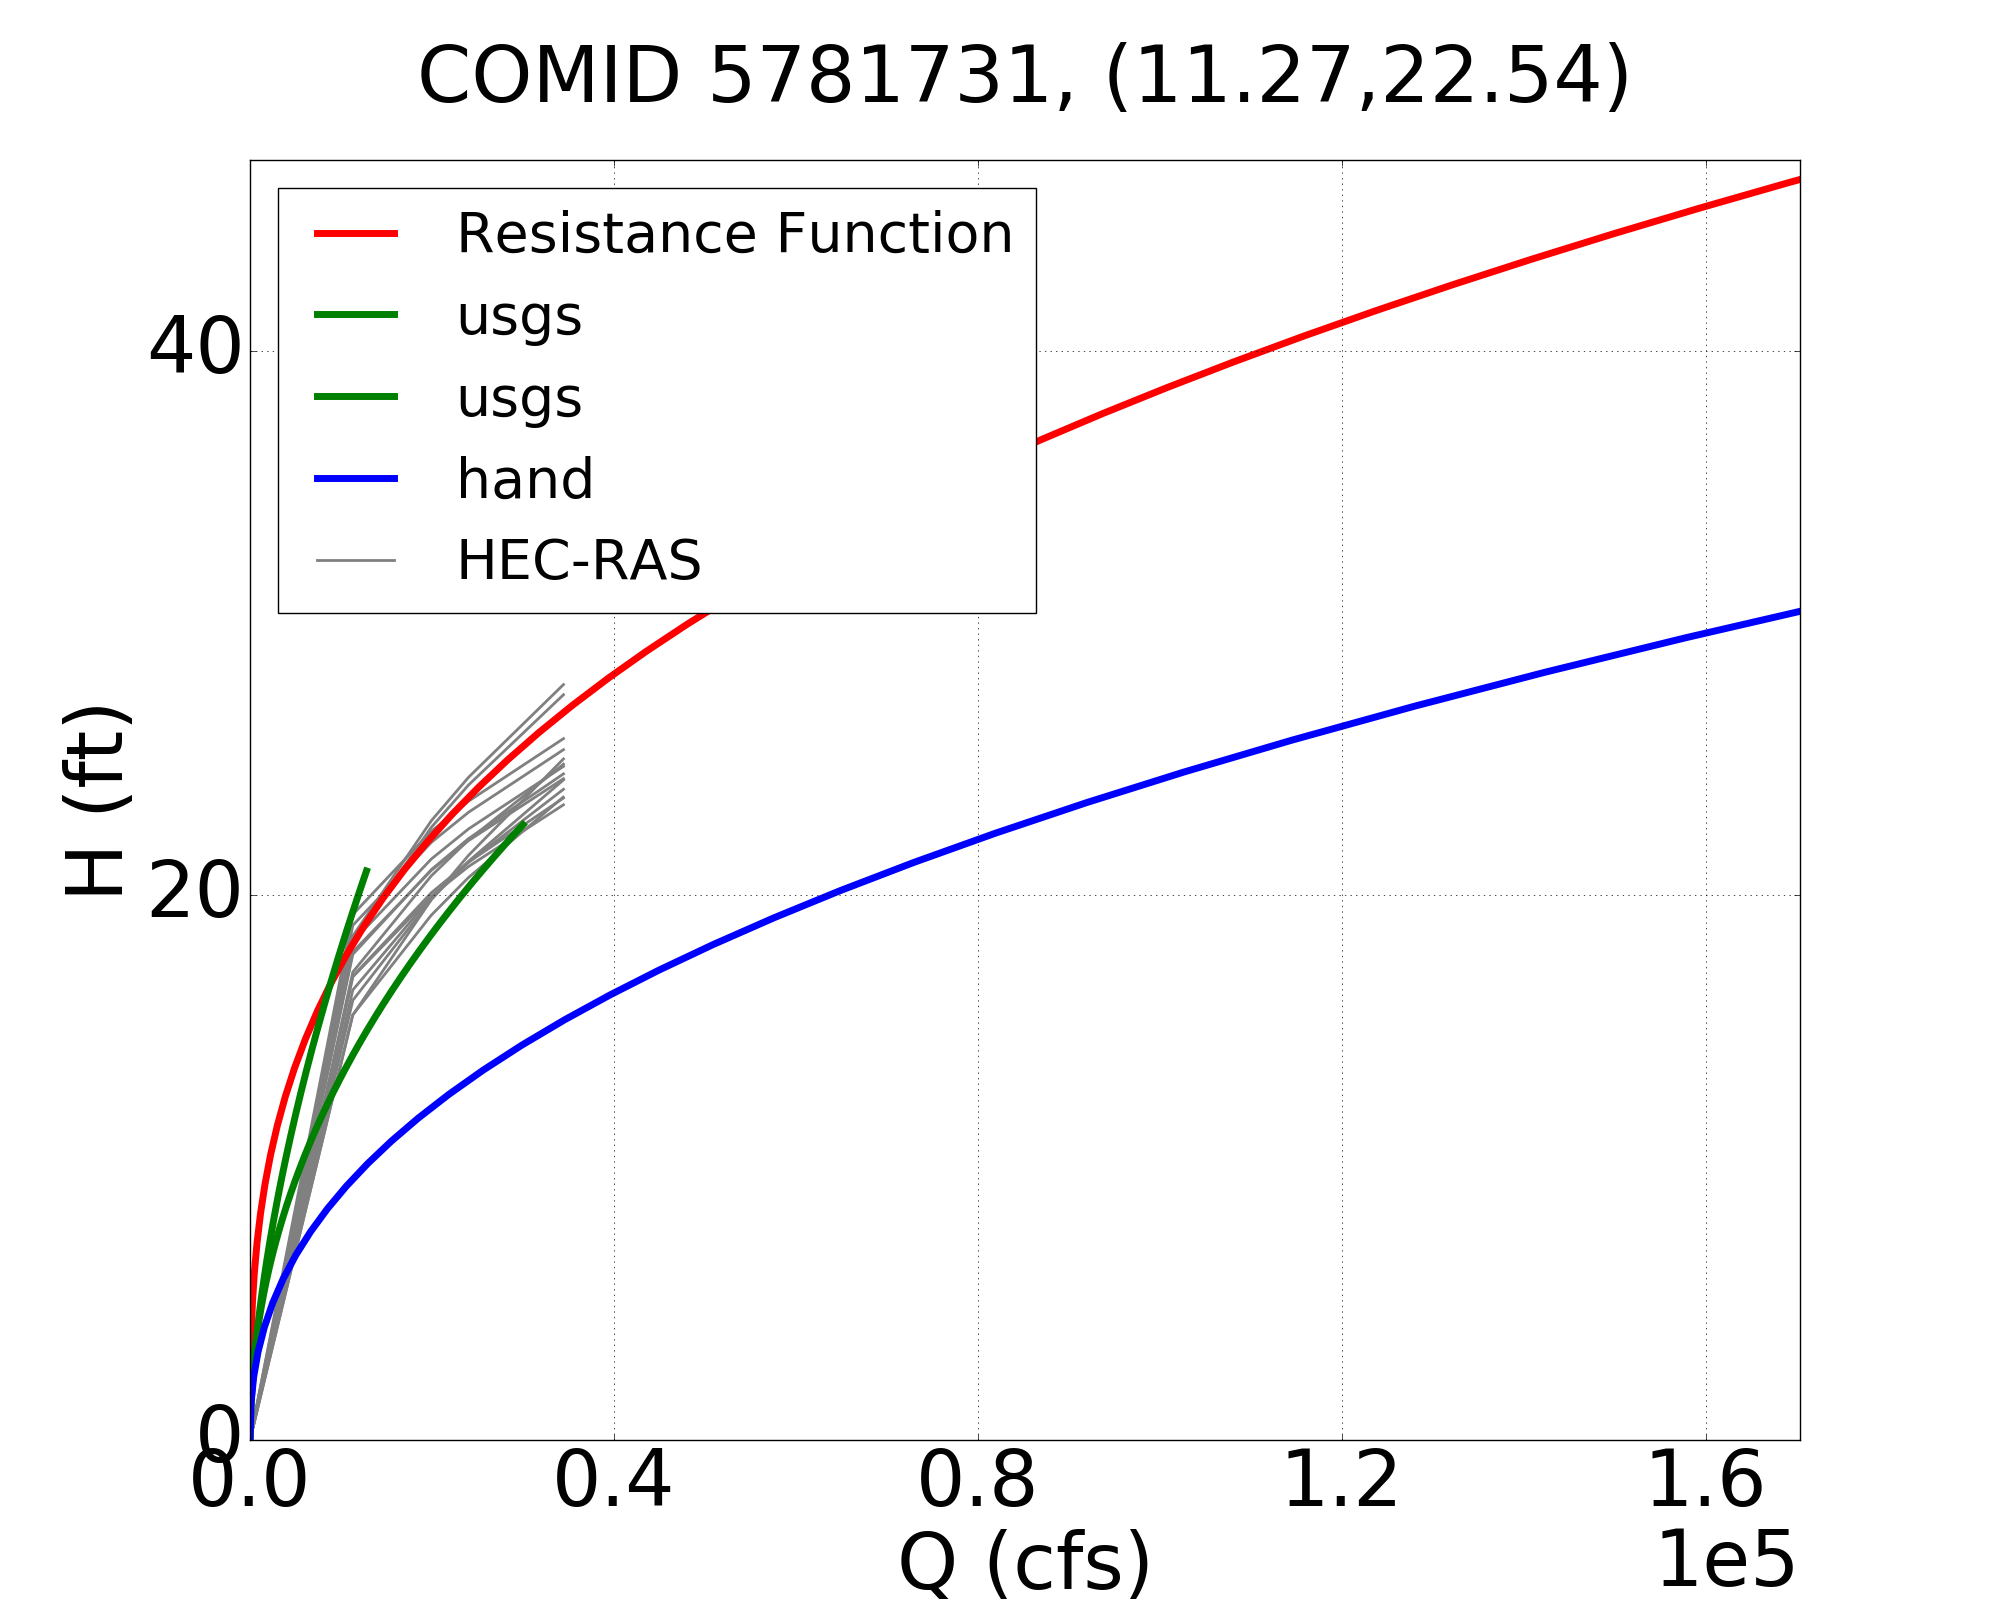 COMID 5781731, (11.27,22.54)
Resistance Function
usgs
usgs
hand
HEC-RAS
40
20
0
H (ft)
0.0 0.4 0.8 1.2 1.6
1e5
Q (cfs)